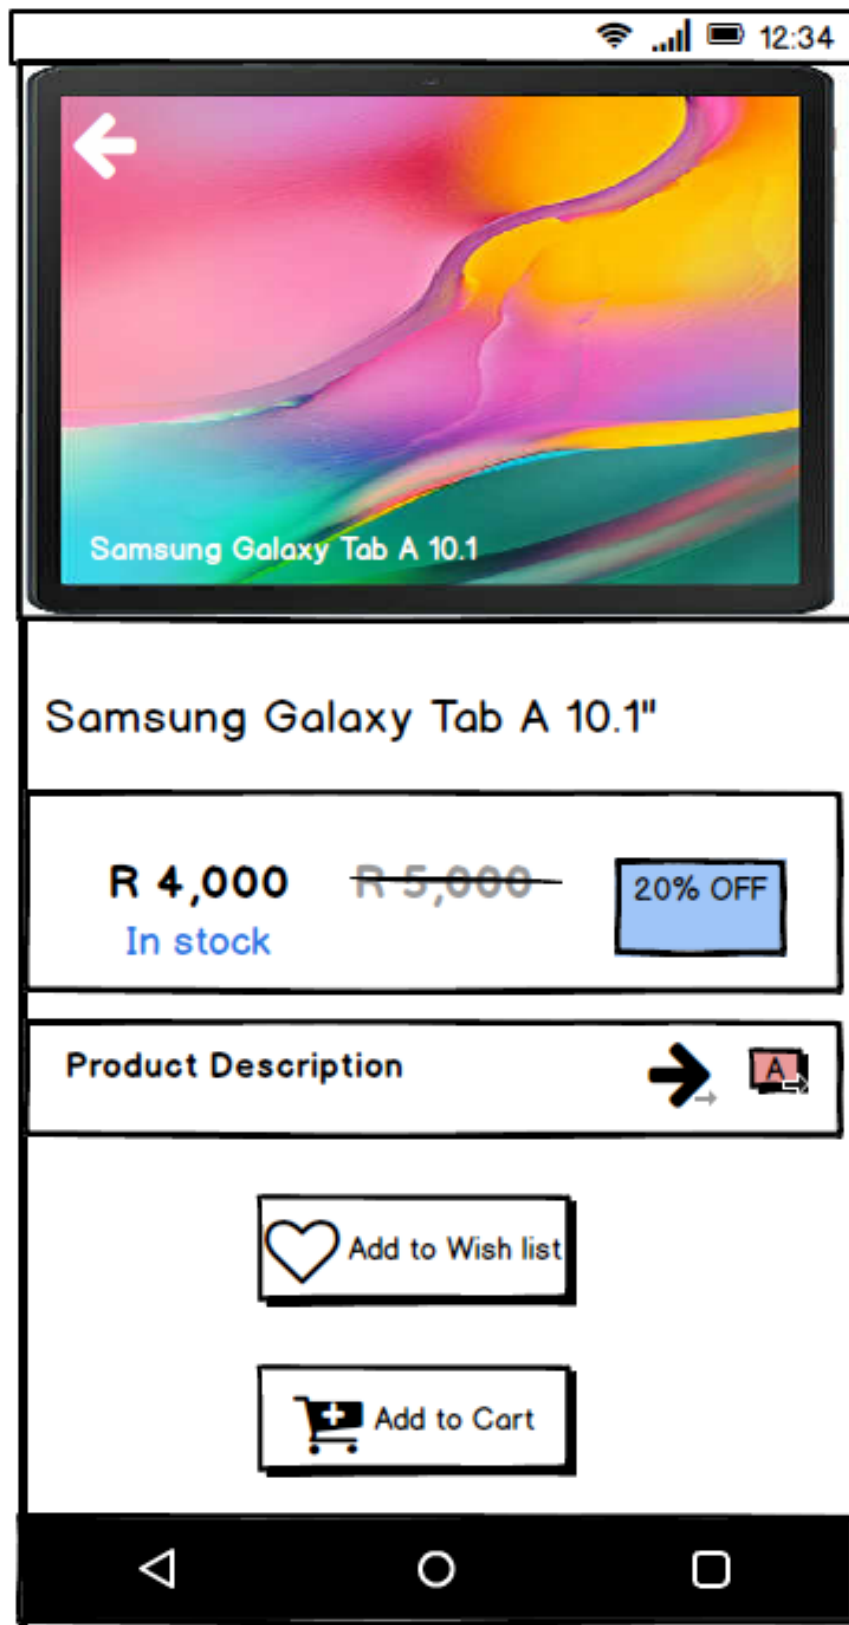 12:34
Samsung Galaxy Tab A 10.1
Samsung Galaxy Tab A 10.1"
R 4,000 R 5,000 20% OFF
In stock
Product Description A
Add to Wish list
Add to Cart